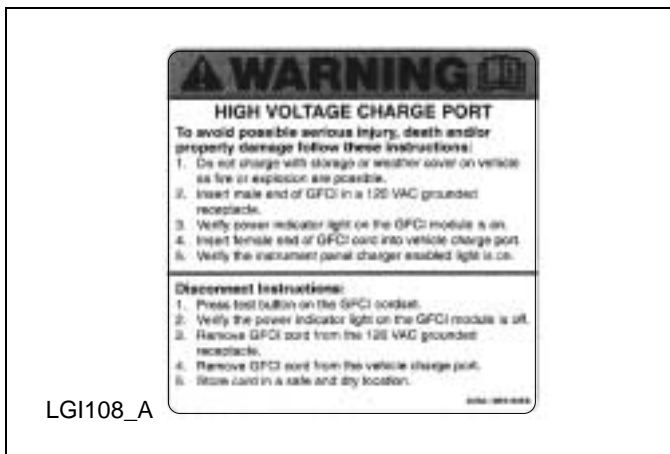 WARNING
HIGH VOLTAGE CHARGE PORT
To avoid possible serious injury, death and/or
property damage follow these instructions:
1. Do not charge with storage or weather cover on vehicle
as fire or explosion are possible.
2. Insert male end of GFCI in a 120 VAC grounded
receptacle.
3. Verify power indicator light on the GFCI module is on.
4. Insert female end of GFCI cord into vehicle charge port.
5. Verify the instrument panel charger enabled light is on.
Disconnect Instructions:
1. Press test button on the GFCI cordset.
2. Verify the power indicator light on the GFCI module is off.
3. Remove GFCI cord from the 120 VAC grounded
receptacle.
4. Remove GFCI cord from the vehicle charge port.
5. Store cord in a safe and dry location.
LGI108_A